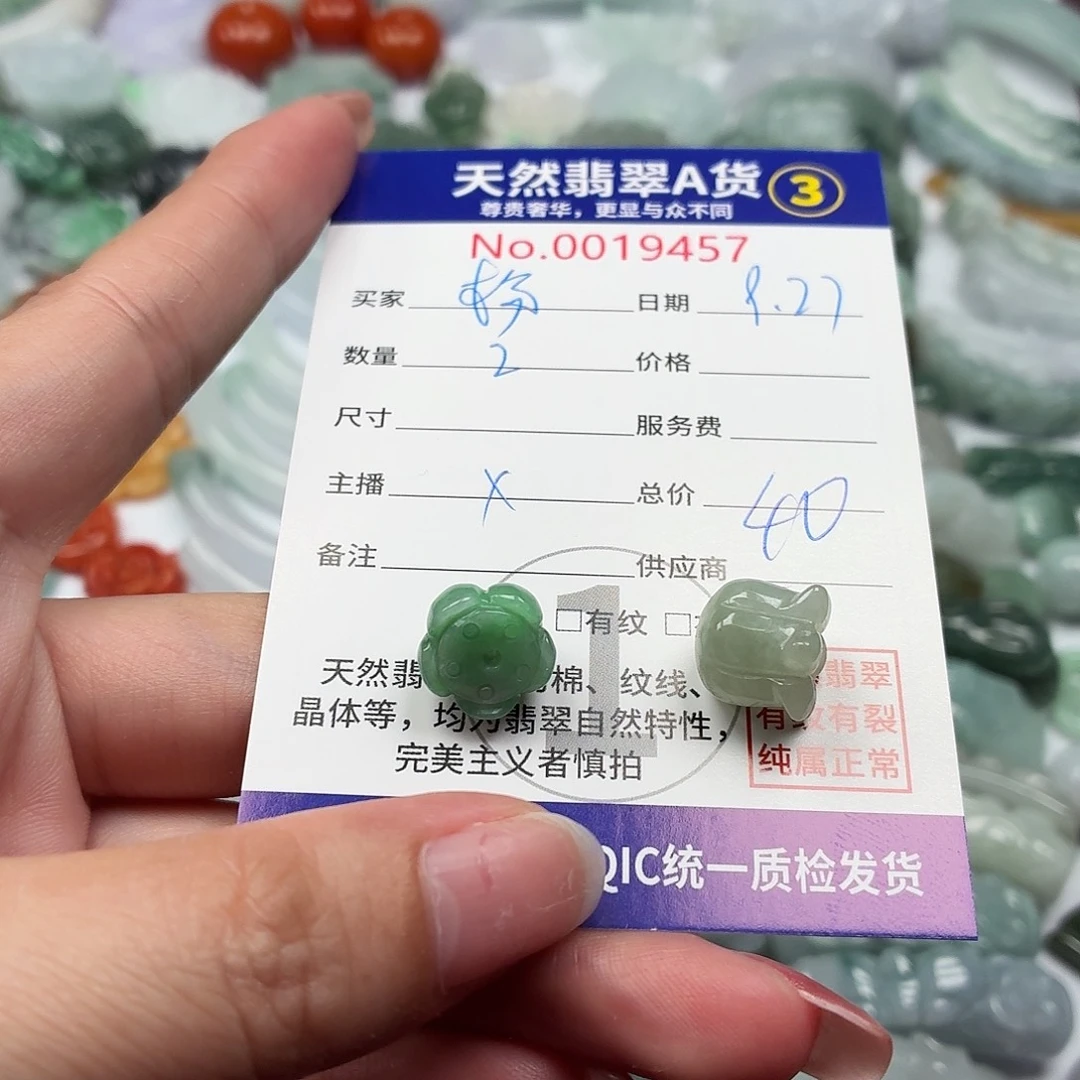 天然翡翠A货 3
尊贵奢华，更显与众不同
No.0019457
买家 杨 日期 9.27
数量 2 价格
尺寸 服务费
主播 X 总价 40
备注 供应商
1
□有纹 □
天然翡 棉、纹线、
晶体等，均为翡翠自然特性，
完美主义者慎拍
翡翠
有纹有裂
纯属正常
QIC统一质检发货